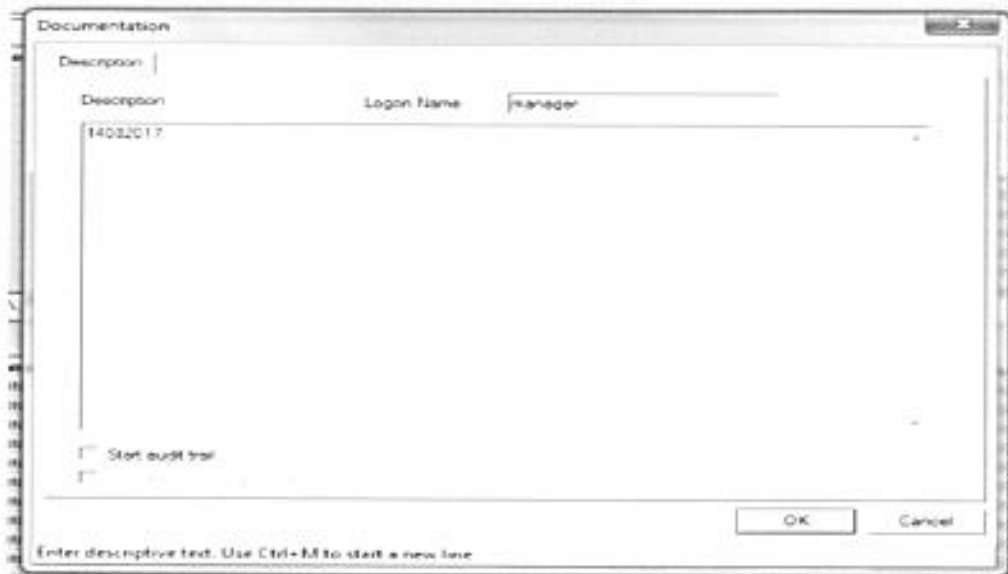 Documentation
Description
Description Logon Name manager
14032017
Start audit trail
OK Cancel
Enter descriptive text. Use Ctrl+M to start a new line